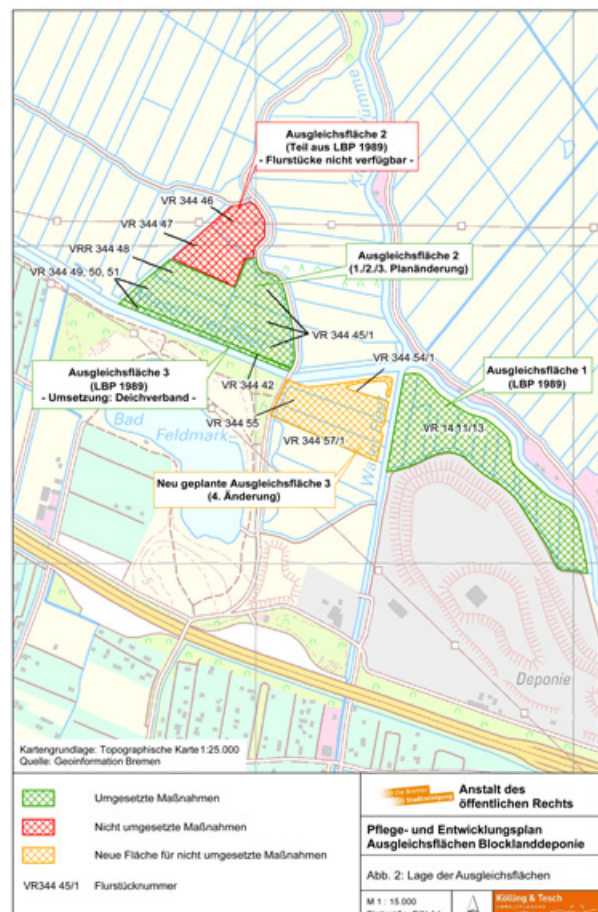 Kl. Wümme
Ausgleichsfläche 2
(Teil aus LBP 1989)
- Flurstücke nicht verfügbar -
VR 344 46
VR 344 47
VRR 344 48
VR 344 49, 50, 51
Ausgleichsfläche 2
(1./2./3. Planänderung)
VR 344 45/1
VR 344 54/1
Ausgleichsfläche 3
(LBP 1989)
- Umsetzung: Deichverband -
VR 344 42
Ausgleichsfläche 1
(LBP 1989)
VR 344 55
VR 14 11/13
Bad
Feldmark
VR 344 57/1
Neu geplante Ausgleichsfläche 3
(4. Änderung)
Deponie
Kartengrundlage: Topographische Karte 1:25.000
Quelle: Geoinformation Bremen
Umgesetzte Maßnahmen
Nicht umgesetzte Maßnahmen
Neue Fläche für nicht umgesetzte Maßnahmen
VR344 45/1 Flurstücknummer
Die Bremer
Stadtreinigung
Anstalt des
öffentlichen Rechts
Pflege- und Entwicklungsplan
Ausgleichsflächen Blocklanddeponie
Abb. 2: Lage der Ausgleichsflächen
M 1 : 15.000
Kölling & Tesch